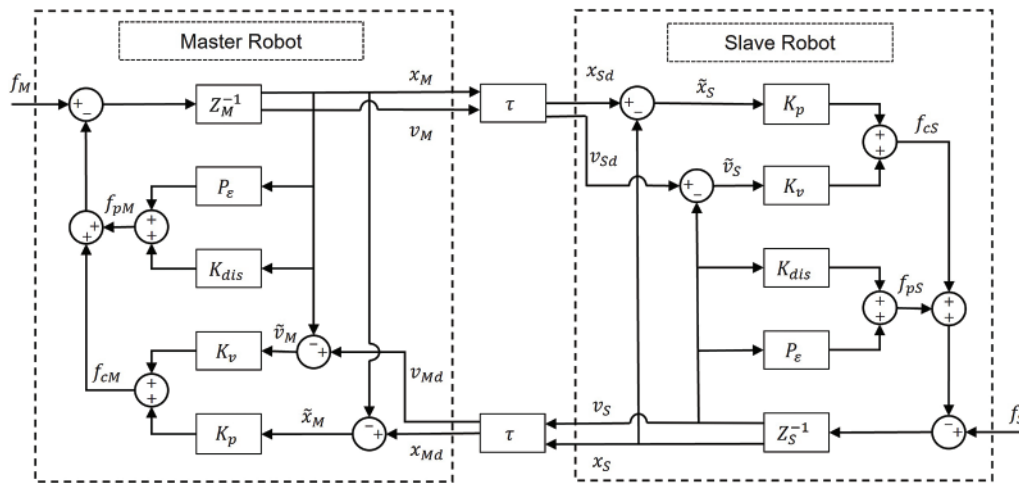 Master Robot
Slave Robot
f_M
+
−
Z_M^{-1}
x_M
v_M
τ
x_{Sd}
v_{Sd}
+
−
x̃_S
K_p
+
+
f_{cS}
+
−
ṽ_S
K_v
P_ε
f_{pM}
+
+
+
+
K_{dis}
K_{dis}
+
+
f_{pS}
+
+
P_ε
K_v
ṽ_M
−
+
v_{Md}
f_{cM}
+
+
K_p
x̃_M
−
+
x_{Md}
τ
v_S
x_S
Z_S^{-1}
−
+